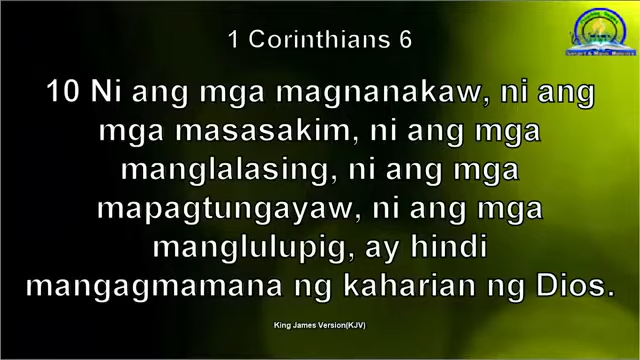 1 Corinthians 6
10 Ni ang mga magnanakaw, ni ang
mga masasakim, ni ang mga
manglalasing, ni ang mga
mapagtungayaw, ni ang mga
manglulupig, ay hindi
mangagmamana ng kaharian ng Dios.
King James Version(KJV)